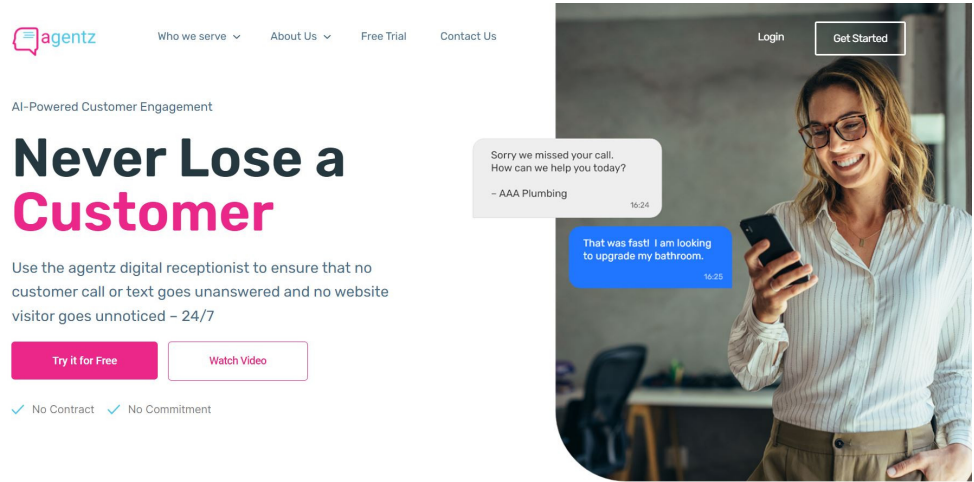 agentz
Who we serve
About Us
Free Trial
Contact Us
Login
Get Started
AI-Powered Customer Engagement
Never Lose a
Customer
Use the agentz digital receptionist to ensure that no
customer call or text goes unanswered and no website
visitor goes unnoticed – 24/7
Try it for Free
Watch Video
No Contract
No Commitment
Sorry we missed your call.
How can we help you today?
– AAA Plumbing
16:24
That was fast! I am looking
to upgrade my bathroom.
16:25